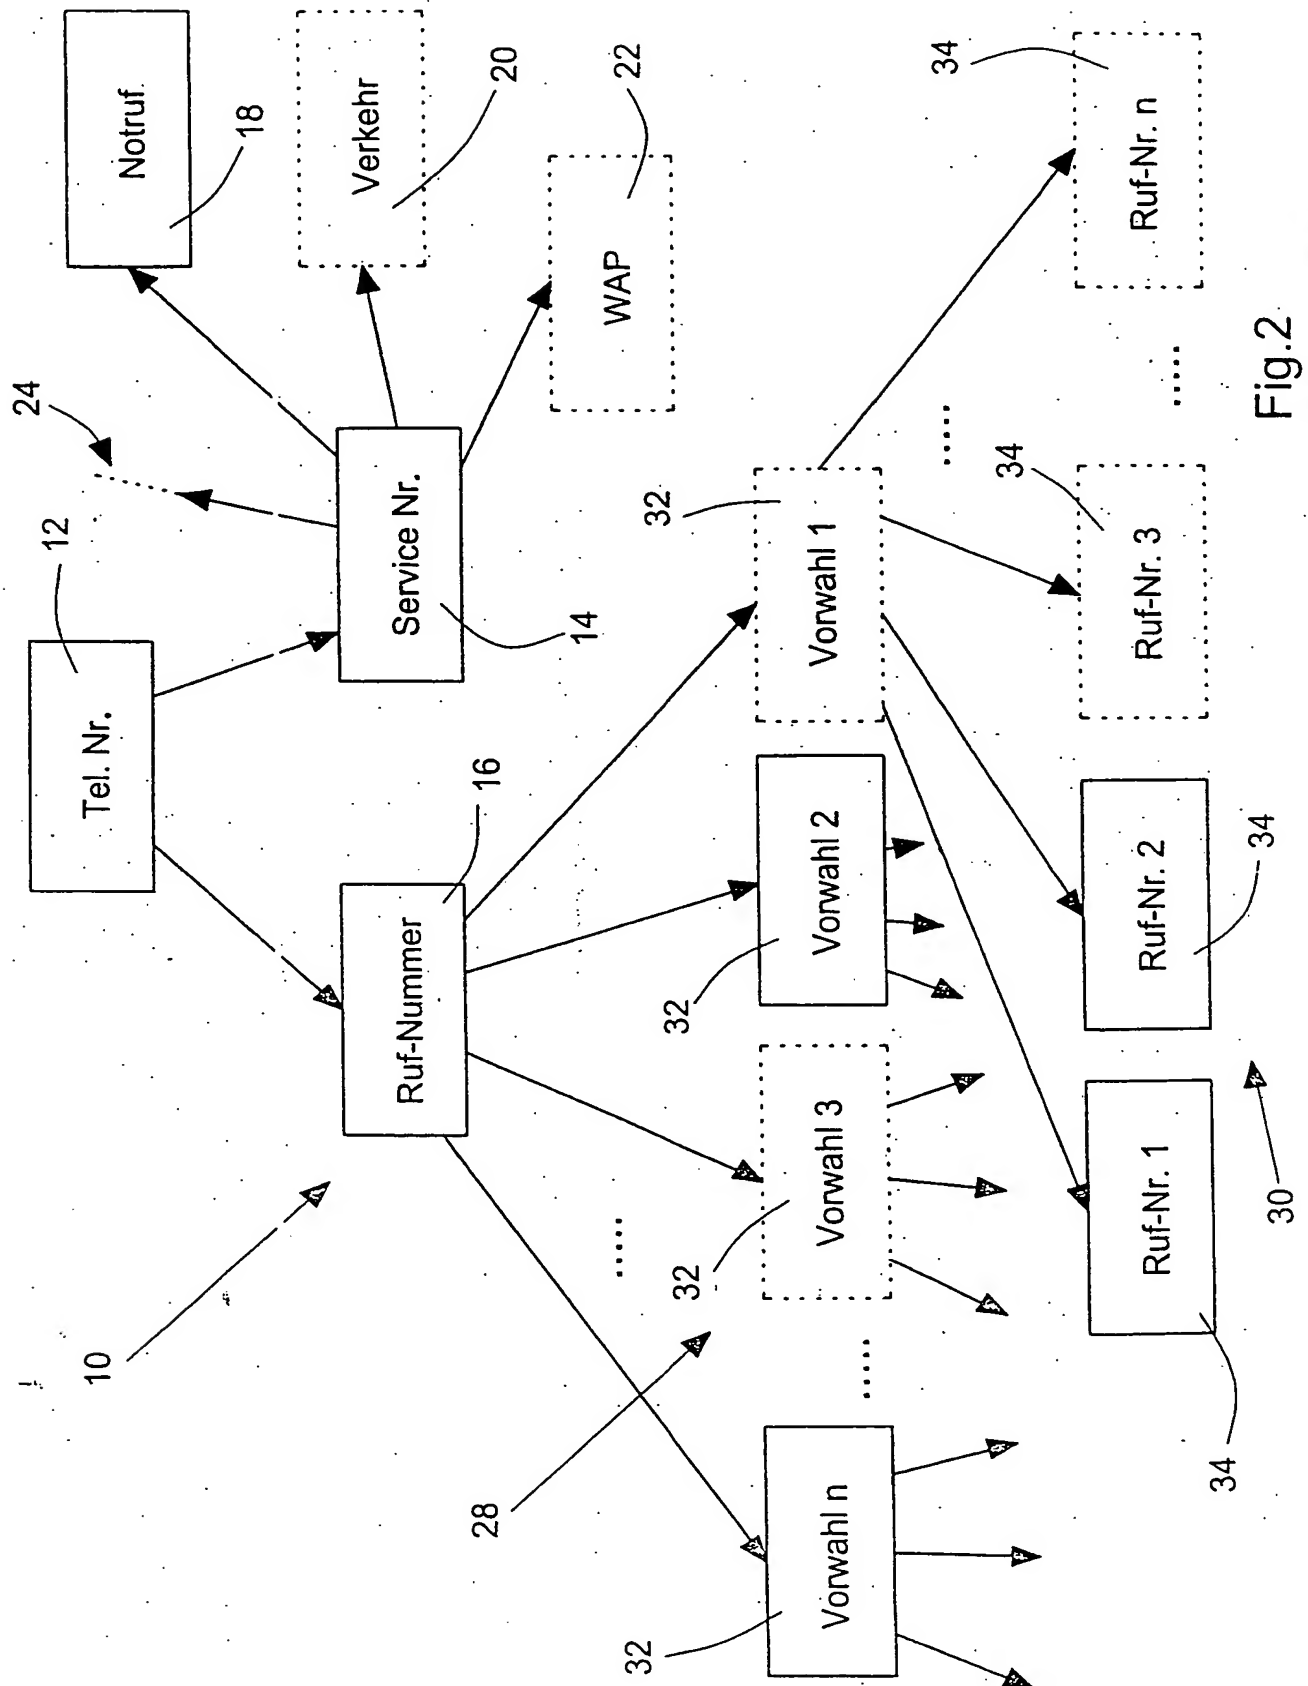 24
12
10
Tel. Nr.
Notruf
18
Verkehr
Ruf-Nummer
Service Nr.
28
16
20
14
WAP
22
32
32
32
32
Vorwahl n
Vorwahl 3
Vorwahl 2
Vorwahl 1
34
34
Ruf-Nr. 1
Ruf-Nr. 2
Ruf-Nr. 3
Ruf-Nr. n
34
30
34
Fig.2